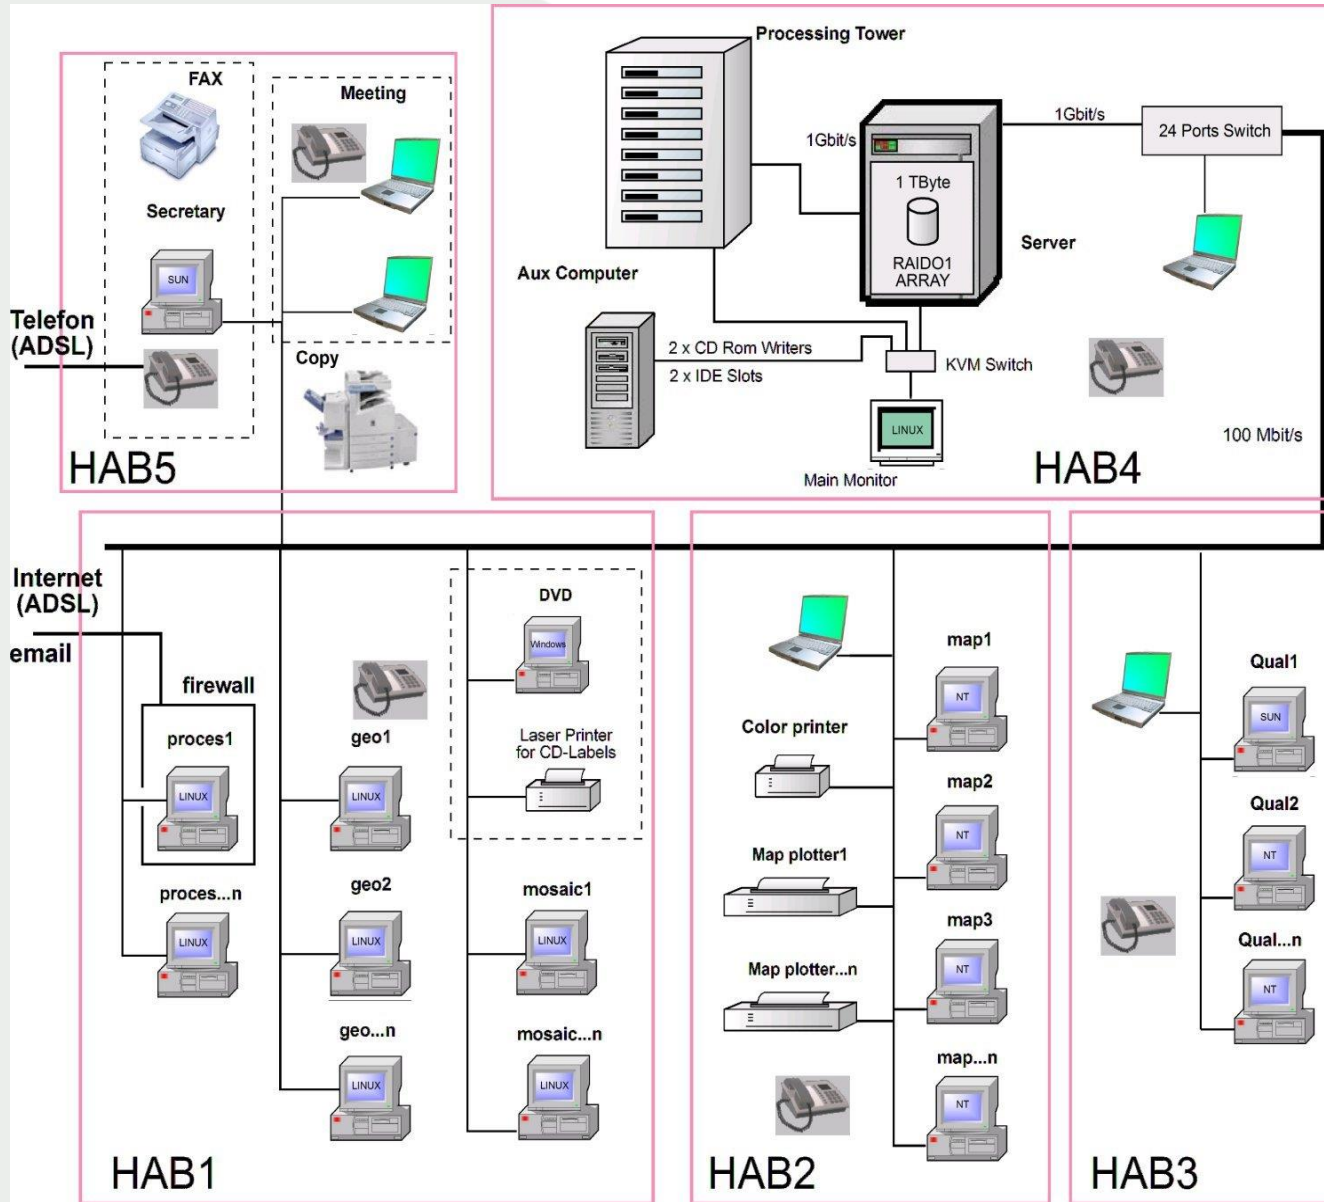 Processing Tower
FAX
Meeting
1Gbit/s
1Gbit/s
24 Ports Switch
1 TByte
Secretary
SUN
Server
RAIDO1
ARRAY
Aux Computer
Telefon
(ADSL)
2 x CD Rom Writers
2 x IDE Slots
Copy
KVM Switch
LINUX
100 Mbit/s
Main Monitor
HAB5
HAB4
Internet
(ADSL)
email
DVD
Windows
firewall
map1
NT
Qual1
SUN
proces1
LINUX
geo1
LINUX
Laser Printer
for CD-Labels
Color printer
map2
NT
Qual2
NT
Map plotter1
proces...n
LINUX
geo2
LINUX
mosaic1
LINUX
map3
NT
Qual...n
NT
Map plotter...n
geo...n
LINUX
mosaic...n
LINUX
map...n
NT
HAB1
HAB2
HAB3